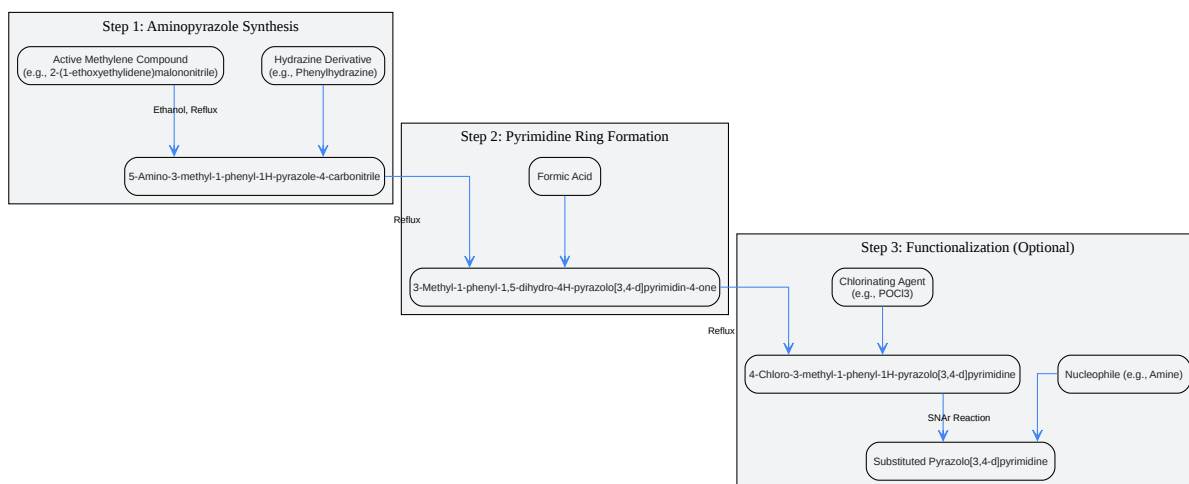 Step 1: Aminopyrazole Synthesis
Active Methylene Compound
(e.g., 2-(1-ethoxyethylidene)malononitrile)
Hydrazine Derivative
(e.g., Phenylhydrazine)
Ethanol, Reflux
5-Amino-3-methyl-1-phenyl-1H-pyrazole-4-carbonitrile
Step 2: Pyrimidine Ring Formation
Formic Acid
Reflux
3-Methyl-1-phenyl-1,5-dihydro-4H-pyrazolo[3,4-d]pyrimidin-4-one
Step 3: Functionalization (Optional)
Chlorinating Agent
(e.g., POCl3)
Reflux
4-Chloro-3-methyl-1-phenyl-1H-pyrazolo[3,4-d]pyrimidine
Nucleophile (e.g., Amine)
SNAr Reaction
Substituted Pyrazolo[3,4-d]pyrimidine